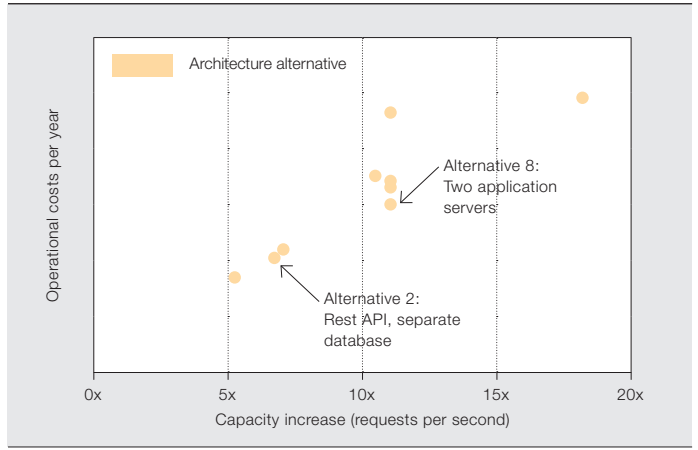 Architecture alternative
Operational costs per year
Alternative 8:
Two application
servers
Alternative 2:
Rest API, separate
database
0x
5x
10x
15x
20x
Capacity increase (requests per second)